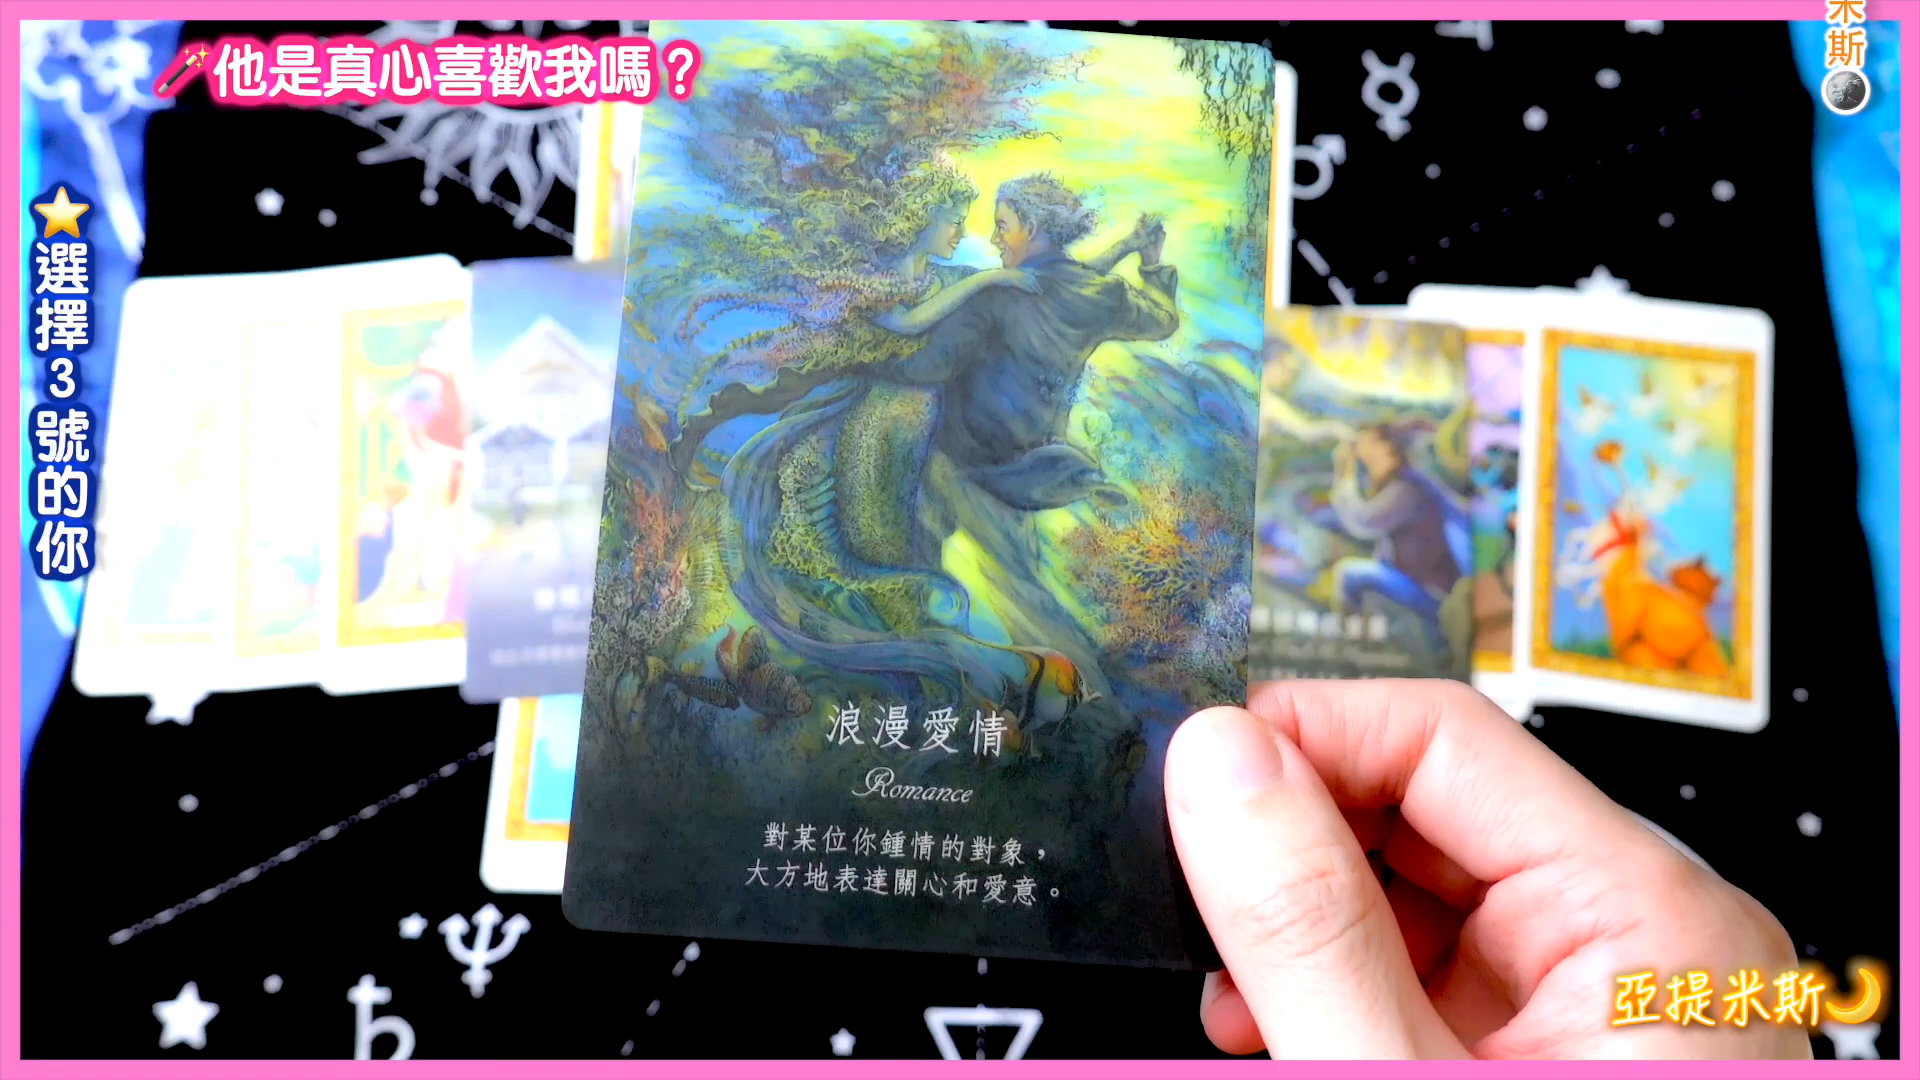 他是真心喜歡我嗎？
米斯
選擇3號的你
浪漫愛情
Romance
對某位你鍾情的對象，
大方地表達關心和愛意。
亞提米斯